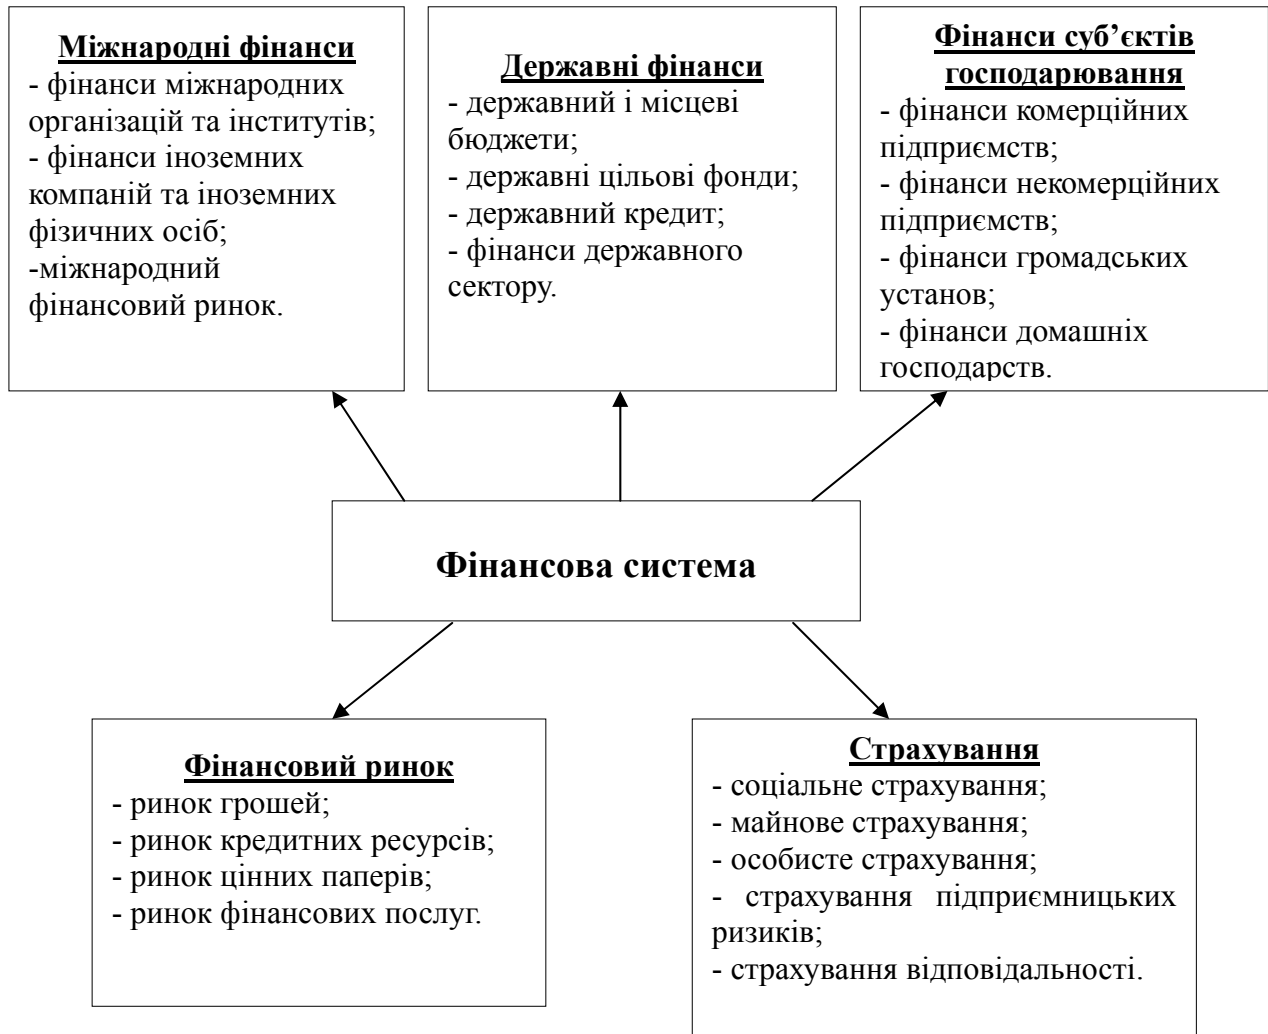 Міжнародні фінанси
- фінанси міжнародних
організацій та інститутів;
- фінанси іноземних
компаній та іноземних
фізичних осіб;
-міжнародний
фінансовий ринок.
Державні фінанси
- державний і місцеві
бюджети;
- державні цільові фонди;
- державний кредит;
- фінанси державного
сектору.
Фінанси суб’єктів
господарювання
- фінанси комерційних
підприємств;
- фінанси некомерційних
підприємств;
- фінанси громадських
установ;
- фінанси домашніх
господарств.
Фінансова система
Фінансовий ринок
- ринок грошей;
- ринок кредитних ресурсів;
- ринок цінних паперів;
- ринок фінансових послуг.
Страхування
- соціальне страхування;
- майнове страхування;
- особисте страхування;
- страхування підприємницьких
ризиків;
- страхування відповідальності.